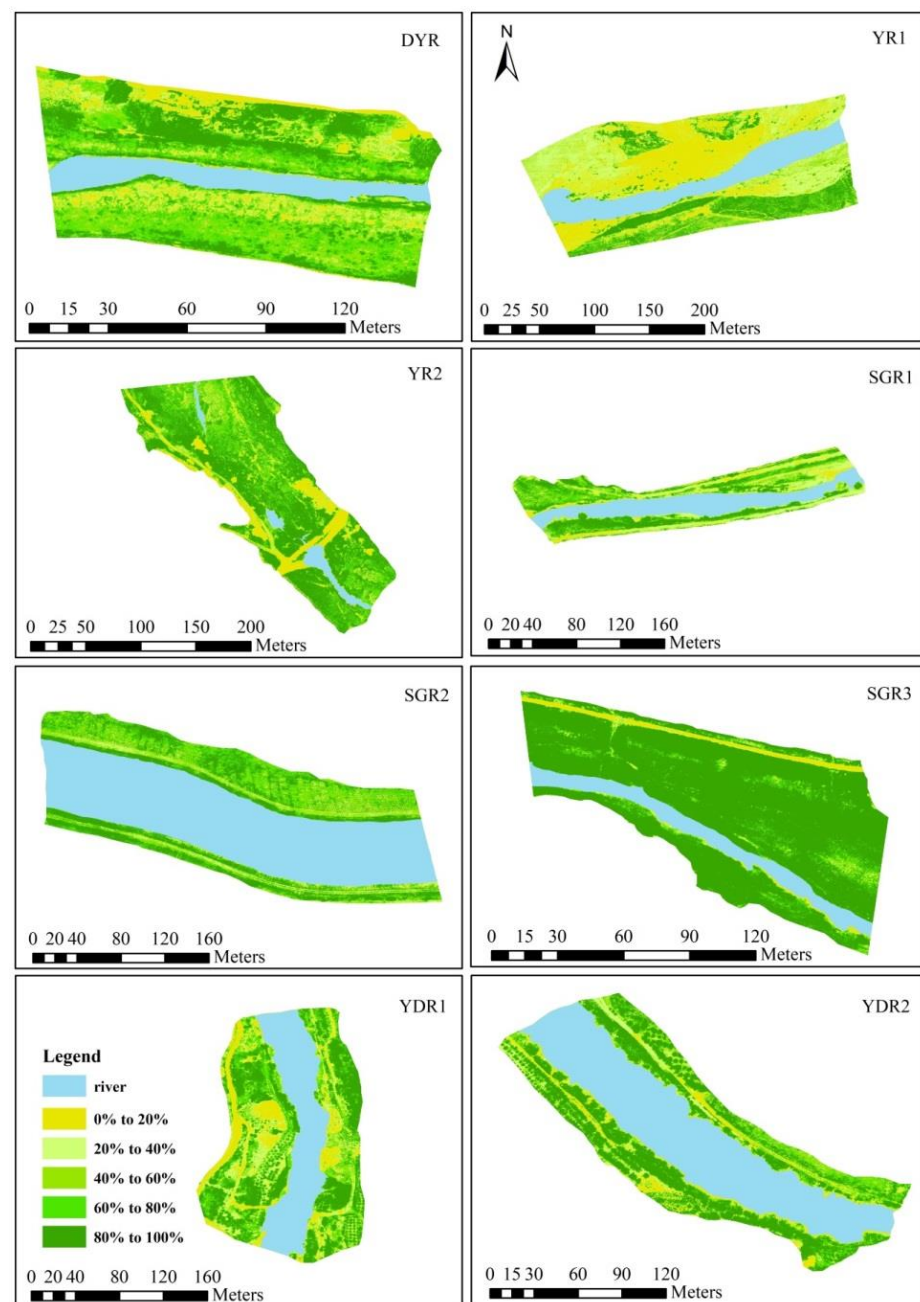 DYR
0 15 30 60 90 120
Meters
N
YR1
0 25 50 100 150 200
Meters
YR2
0 25 50 100 150 200
Meters
SGR1
0 20 40 80 120 160
Meters
SGR2
0 20 40 80 120 160
Meters
SGR3
0 15 30 60 90 120
Meters
YDR1
Legend
river
0% to 20%
20% to 40%
40% to 60%
60% to 80%
80% to 100%
0 20 40 80 120 160
Meters
YDR2
0 15 30 60 90 120
Meters